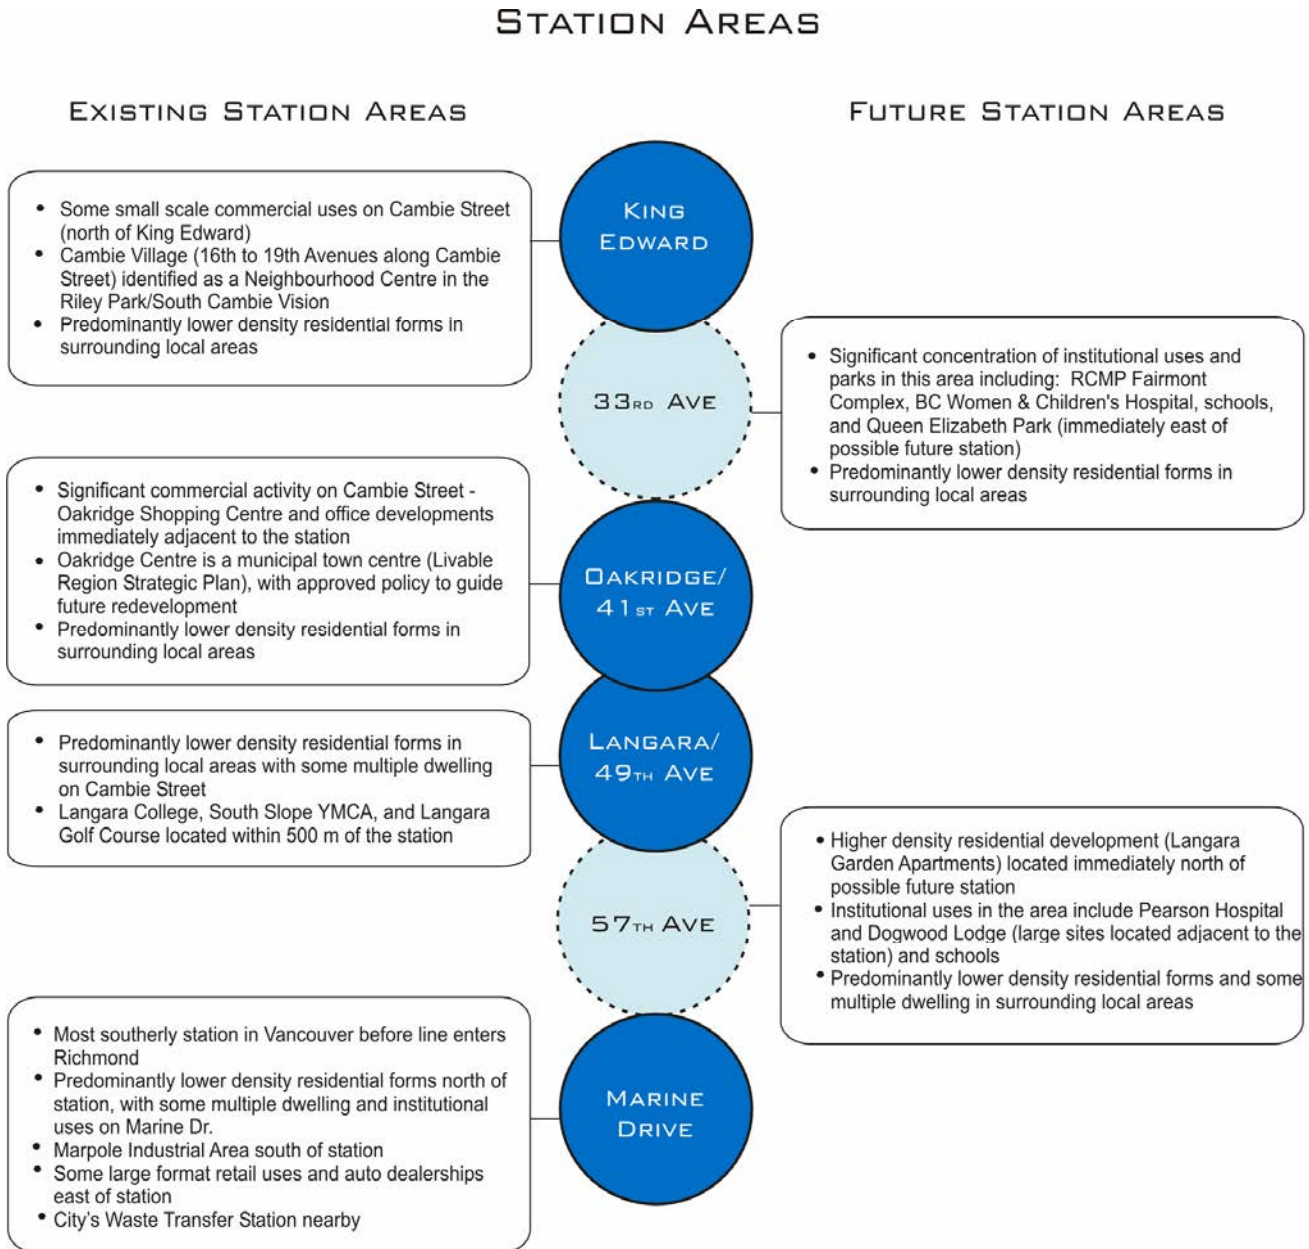 STATION AREAS
EXISTING STATION AREAS
FUTURE STATION AREAS
KING
EDWARD
• Some small scale commercial uses on Cambie Street
(north of King Edward)
• Cambie Village (16th to 19th Avenues along Cambie
Street) identified as a Neighbourhood Centre in the
Riley Park/South Cambie Vision
• Predominantly lower density residential forms in
surrounding local areas
33RD AVE
• Significant concentration of institutional uses and
parks in this area including: RCMP Fairmont
Complex, BC Women & Children's Hospital, schools,
and Queen Elizabeth Park (immediately east of
possible future station)
• Predominantly lower density residential forms in
surrounding local areas
• Significant commercial activity on Cambie Street -
Oakridge Shopping Centre and office developments
immediately adjacent to the station
• Oakridge Centre is a municipal town centre (Livable
Region Strategic Plan), with approved policy to guide
future redevelopment
• Predominantly lower density residential forms in
surrounding local areas
OAKRIDGE/
41ST AVE
• Predominantly lower density residential forms in
surrounding local areas with some multiple dwelling
on Cambie Street
• Langara College, South Slope YMCA, and Langara
Golf Course located within 500 m of the station
LANGARA/
49TH AVE
57TH AVE
• Higher density residential development (Langara
Garden Apartments) located immediately north of
possible future station
• Institutional uses in the area include Pearson Hospital
and Dogwood Lodge (large sites located adjacent to the
station) and schools
• Predominantly lower density residential forms and some
multiple dwelling in surrounding local areas
• Most southerly station in Vancouver before line enters
Richmond
• Predominantly lower density residential forms north of
station, with some multiple dwelling and institutional
uses on Marine Dr.
• Marpole Industrial Area south of station
• Some large format retail uses and auto dealerships
east of station
• City's Waste Transfer Station nearby
MARINE
DRIVE